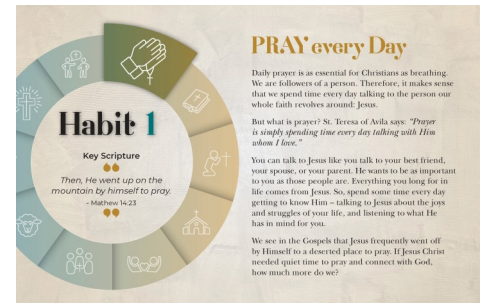 Habit 1
Key Scripture
Then, He went up on the
mountain by himself to pray.
– Mathew 14:23
PRAY every Day
Daily prayer is as essential for Christians as breathing.
We are followers of a person. Therefore, it makes sense
that we spend time every day talking to the person our
whole faith revolves around: Jesus.
But what is prayer? St. Teresa of Avila says: “Prayer
is simply spending time every day talking with Him
whom I love.”
You can talk to Jesus like you talk to your best friend,
your spouse, or your parent. He wants to be as important
to you as those people are. Everything you long for in
life comes from Jesus. So, spend some time every day
getting to know Him – talking to Jesus about the joys
and struggles of your life, and listening to what He
has in mind for you.
We see in the Gospels that Jesus frequently went off
by Himself to a deserted place to pray. If Jesus Christ
needed quiet time to pray and connect with God,
how much more do we?